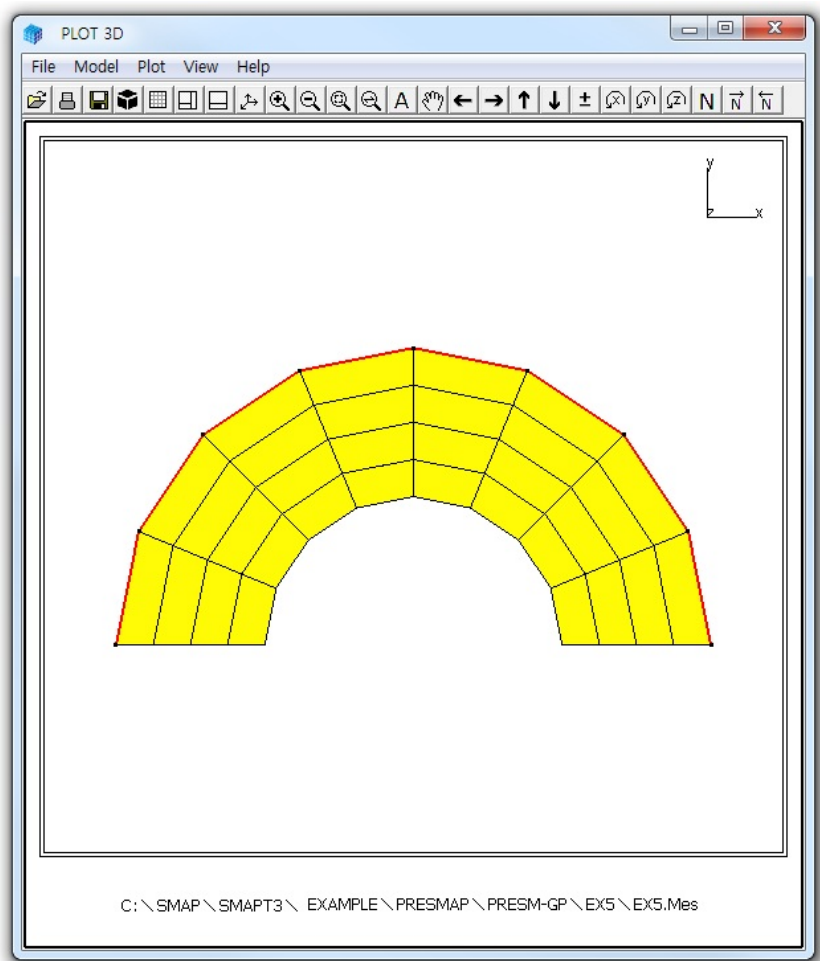 PLOT 3D
File Model Plot View Help
A ± x y z N N N
y
z x
C:\SMAP\SMAPT3\ EXAMPLE\PRESMAP\PRESM-GP\EX5\EX5.Mes